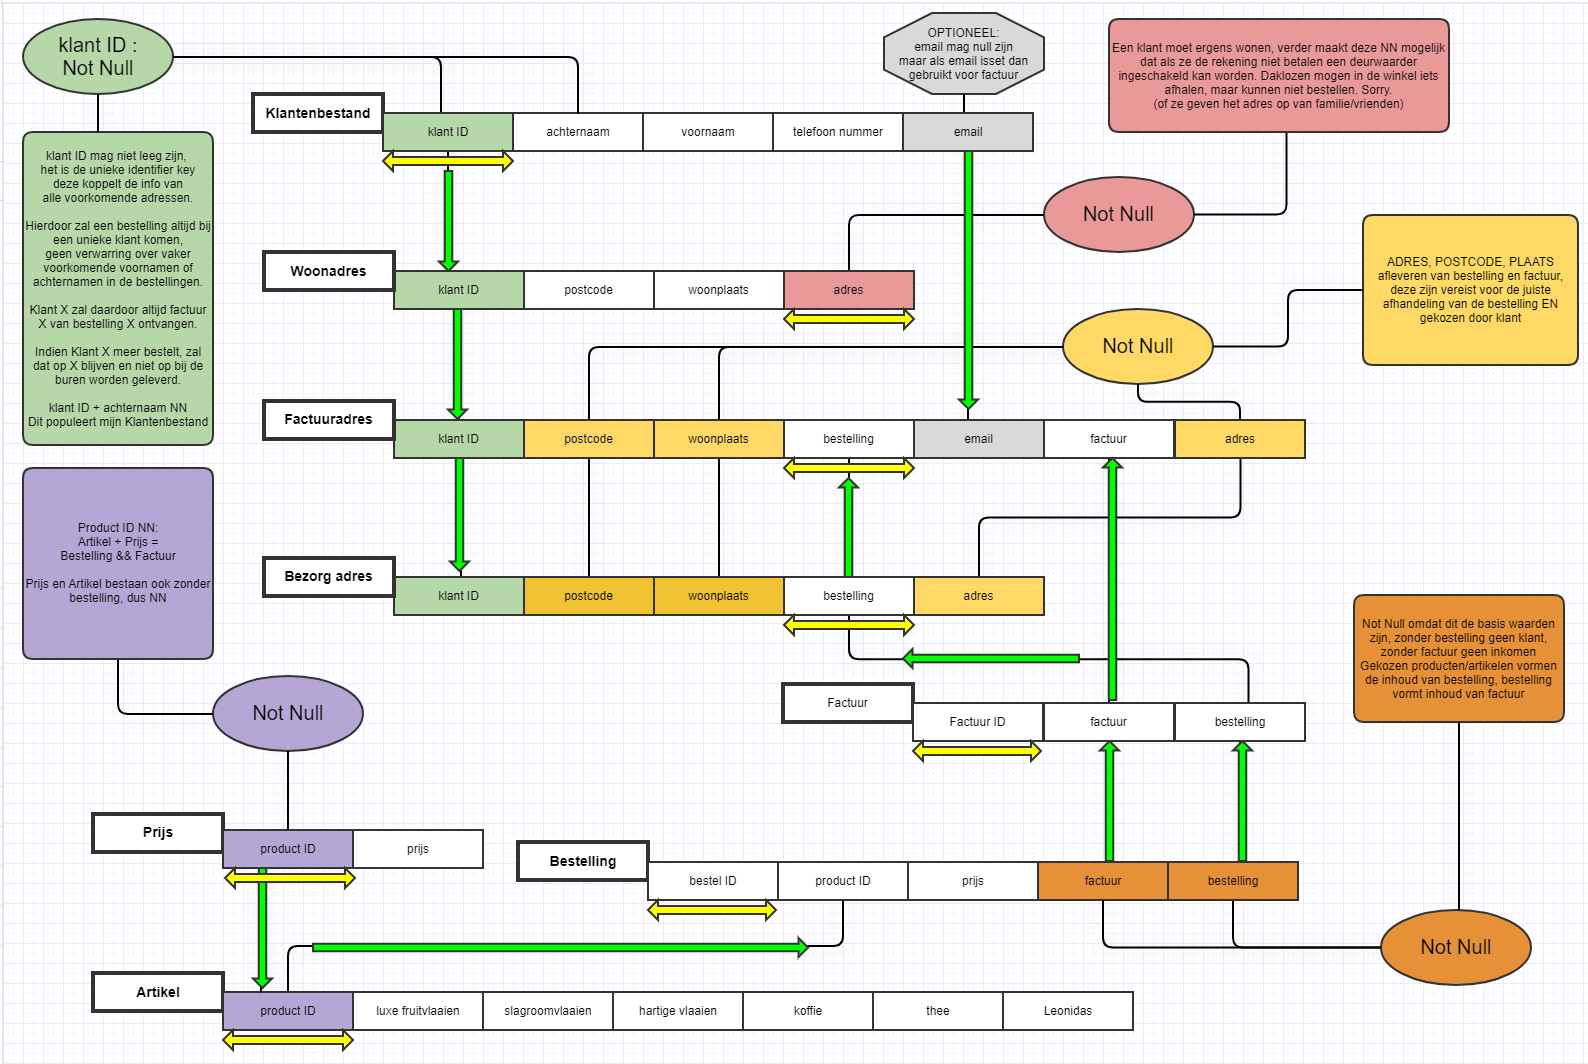 klant ID :
Not Null
OPTIONEEL:
email mag null zijn
maar als email isset dan
gebruikt voor factuur
Een klant moet ergens wonen, verder maakt deze NN mogelijk
dat als ze de rekening niet betalen een deurwaarder
ingeschakeld kan worden. Daklozen mogen in de winkel iets
afhalen, maar kunnen niet bestellen. Sorry.
(of ze geven het adres op van familie/vrienden)
Klantenbestand
klant ID
achternaam
voornaam
telefoon nummer
email
klant ID mag niet leeg zijn,
het is de unieke identifier key
deze koppelt de info van
alle voorkomende adressen.
Hierdoor zal een bestelling altijd bij
een unieke klant komen,
geen verwarring over vaker
voorkomende voornamen of
achternamen in de bestellingen.
Klant X zal daardoor altijd factuur
X van bestelling X ontvangen.
Indien Klant X meer bestelt, zal
dat op X blijven en niet op bij de
buren worden geleverd.
klant ID + achternaam NN
Dit populeert mijn Klantenbestand
Not Null
Woonadres
klant ID
postcode
woonplaats
adres
ADRES, POSTCODE, PLAATS
afleveren van bestelling en factuur,
deze zijn vereist voor de juiste
afhandeling van de bestelling EN
gekozen door klant
Not Null
Factuuradres
klant ID
postcode
woonplaats
bestelling
email
factuur
adres
Product ID NN:
Artikel + Prijs =
Bestelling && Factuur
Prijs en Artikel bestaan ook zonder
bestelling, dus NN
Bezorg adres
klant ID
postcode
woonplaats
bestelling
adres
Not Null omdat dit de basis waarden
zijn, zonder bestelling geen klant,
zonder factuur geen inkomen
Gekozen producten/artikelen vormen
de inhoud van bestelling, bestelling
vormt inhoud van factuur
Not Null
Factuur
Factuur ID
factuur
bestelling
Prijs
product ID
prijs
Bestelling
bestel ID
product ID
prijs
factuur
bestelling
Not Null
Artikel
product ID
luxe fruitvlaaien
slagroomvlaaien
hartige vlaaien
koffie
thee
Leonidas